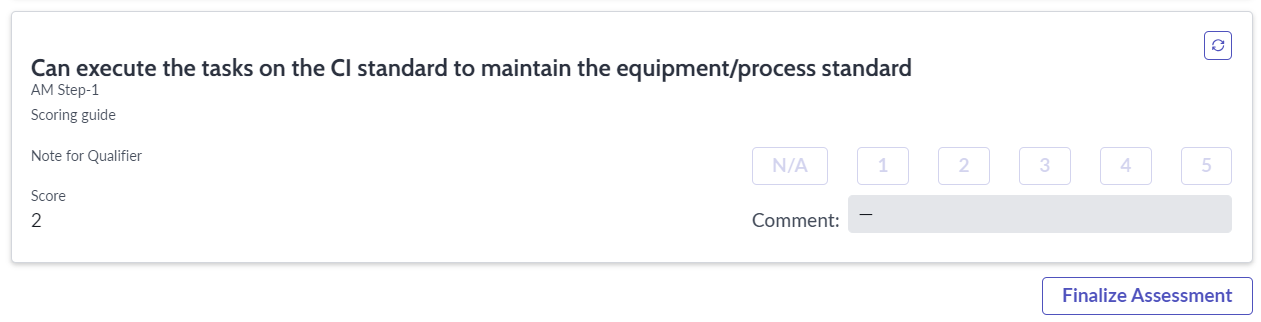 Can execute the tasks on the CI standard to maintain the equipment/process standard
AM Step-1
Scoring guide
Note for Qualifier
N/A 1 2 3 4 5
Score
2
Comment: —
Finalize Assessment